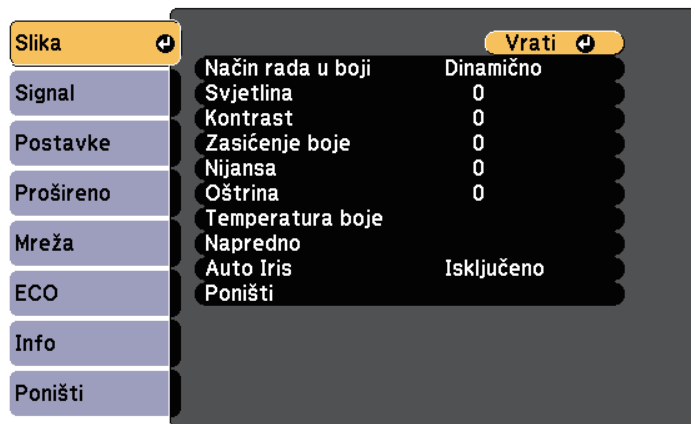 Slika
Signal
Postavke
Prošireno
Mreža
ECO
Info
Poništi
Vrati
Način rada u boji Dinamično
Svjetlina 0
Kontrast 0
Zasićenje boje 0
Nijansa 0
Oštrina 0
Temperatura boje
Napredno
Auto Iris Isključeno
Poništi